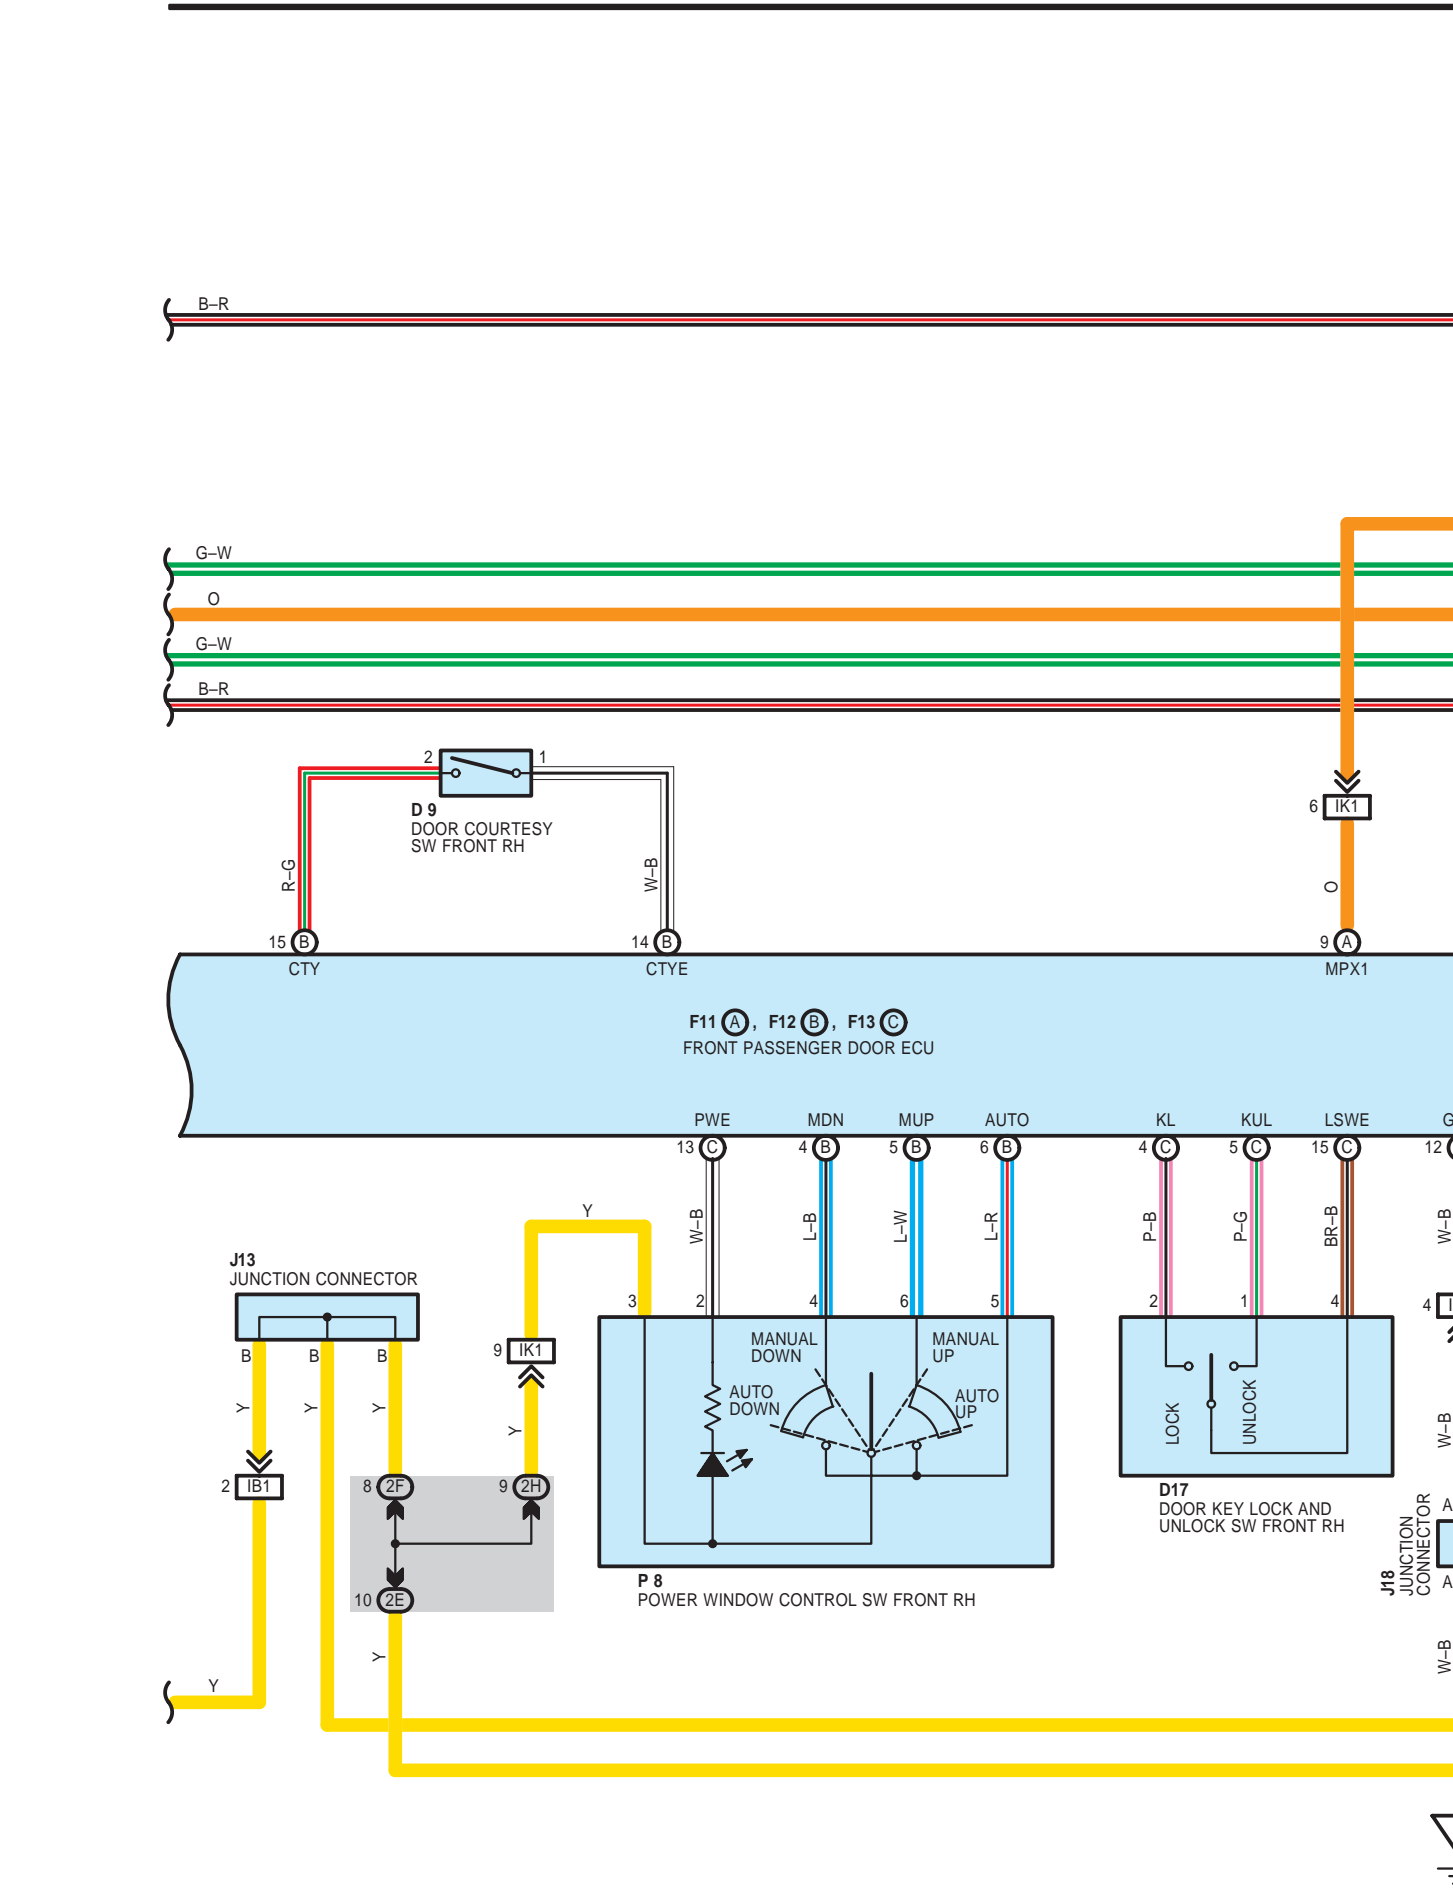 B–R
G–W
O
G–W
B–R
2
1
D 9
DOOR COURTESY
SW FRONT RH
6 IK1
R–G
W–B
O
15 B
14 B
9 A
CTY
CTYE
MPX1
F11 A , F12 B , F13 C
FRONT PASSENGER DOOR ECU
PWE
MDN
MUP
AUTO
KL
KUL
LSWE
G
13 C
4 B
5 B
6 B
4 C
5 C
15 C
12
Y
W–B
L–B
L–W
L–R
P–B
P–G
BR–B
W–B
J13
JUNCTION CONNECTOR
3
2
4
6
5
2
1
4
4
B
B
B
9 IK1
MANUAL
DOWN
MANUAL
UP
AUTO
DOWN
AUTO
UP
LOCK
UNLOCK
Y
Y
Y
Y
W–B
2 IB1
8 2F
9 2H
D17
DOOR KEY LOCK AND
UNLOCK SW FRONT RH
A
J18
JUNCTION
CONNECTOR
A
P 8
POWER WINDOW CONTROL SW FRONT RH
10 2E
Y
W–B
Y